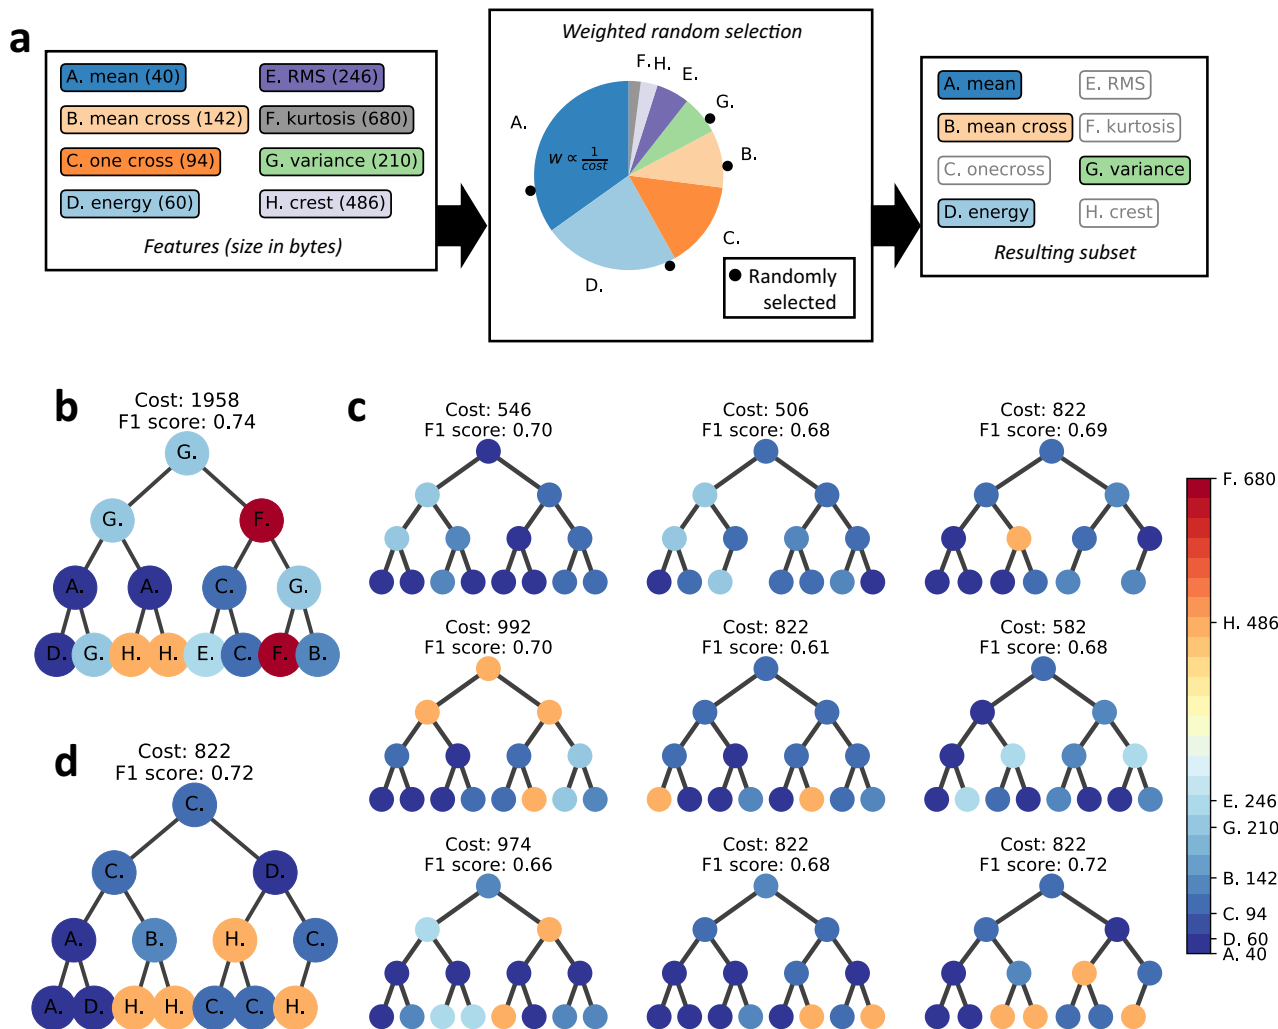 a
A. mean (40)
E. RMS (246)
B. mean cross (142)
F. kurtosis (680)
C. one cross (94)
G. variance (210)
D. energy (60)
H. crest (486)
Features (size in bytes)
Weighted random selection
F.
H.
E.
G.
A.
B.
w ∝ 1/cost
C.
D.
Randomly
selected
A. mean
E. RMS
B. mean cross
F. kurtosis
C. onecross
G. variance
D. energy
H. crest
Resulting subset
b
Cost: 1958
F1 score: 0.74
G.
G.
F.
A.
A.
C.
G.
D.
G.
H.
H.
E.
C.
F.
B.
c
Cost: 546
F1 score: 0.70
Cost: 506
F1 score: 0.68
Cost: 822
F1 score: 0.69
Cost: 992
F1 score: 0.70
Cost: 822
F1 score: 0.61
Cost: 582
F1 score: 0.68
Cost: 974
F1 score: 0.66
Cost: 822
F1 score: 0.68
Cost: 822
F1 score: 0.72
F. 680
H. 486
E. 246
G. 210
B. 142
C. 94
D. 60
A. 40
d
Cost: 822
F1 score: 0.72
C.
C.
D.
A.
B.
H.
C.
A.
D.
H.
H.
C.
C.
H.